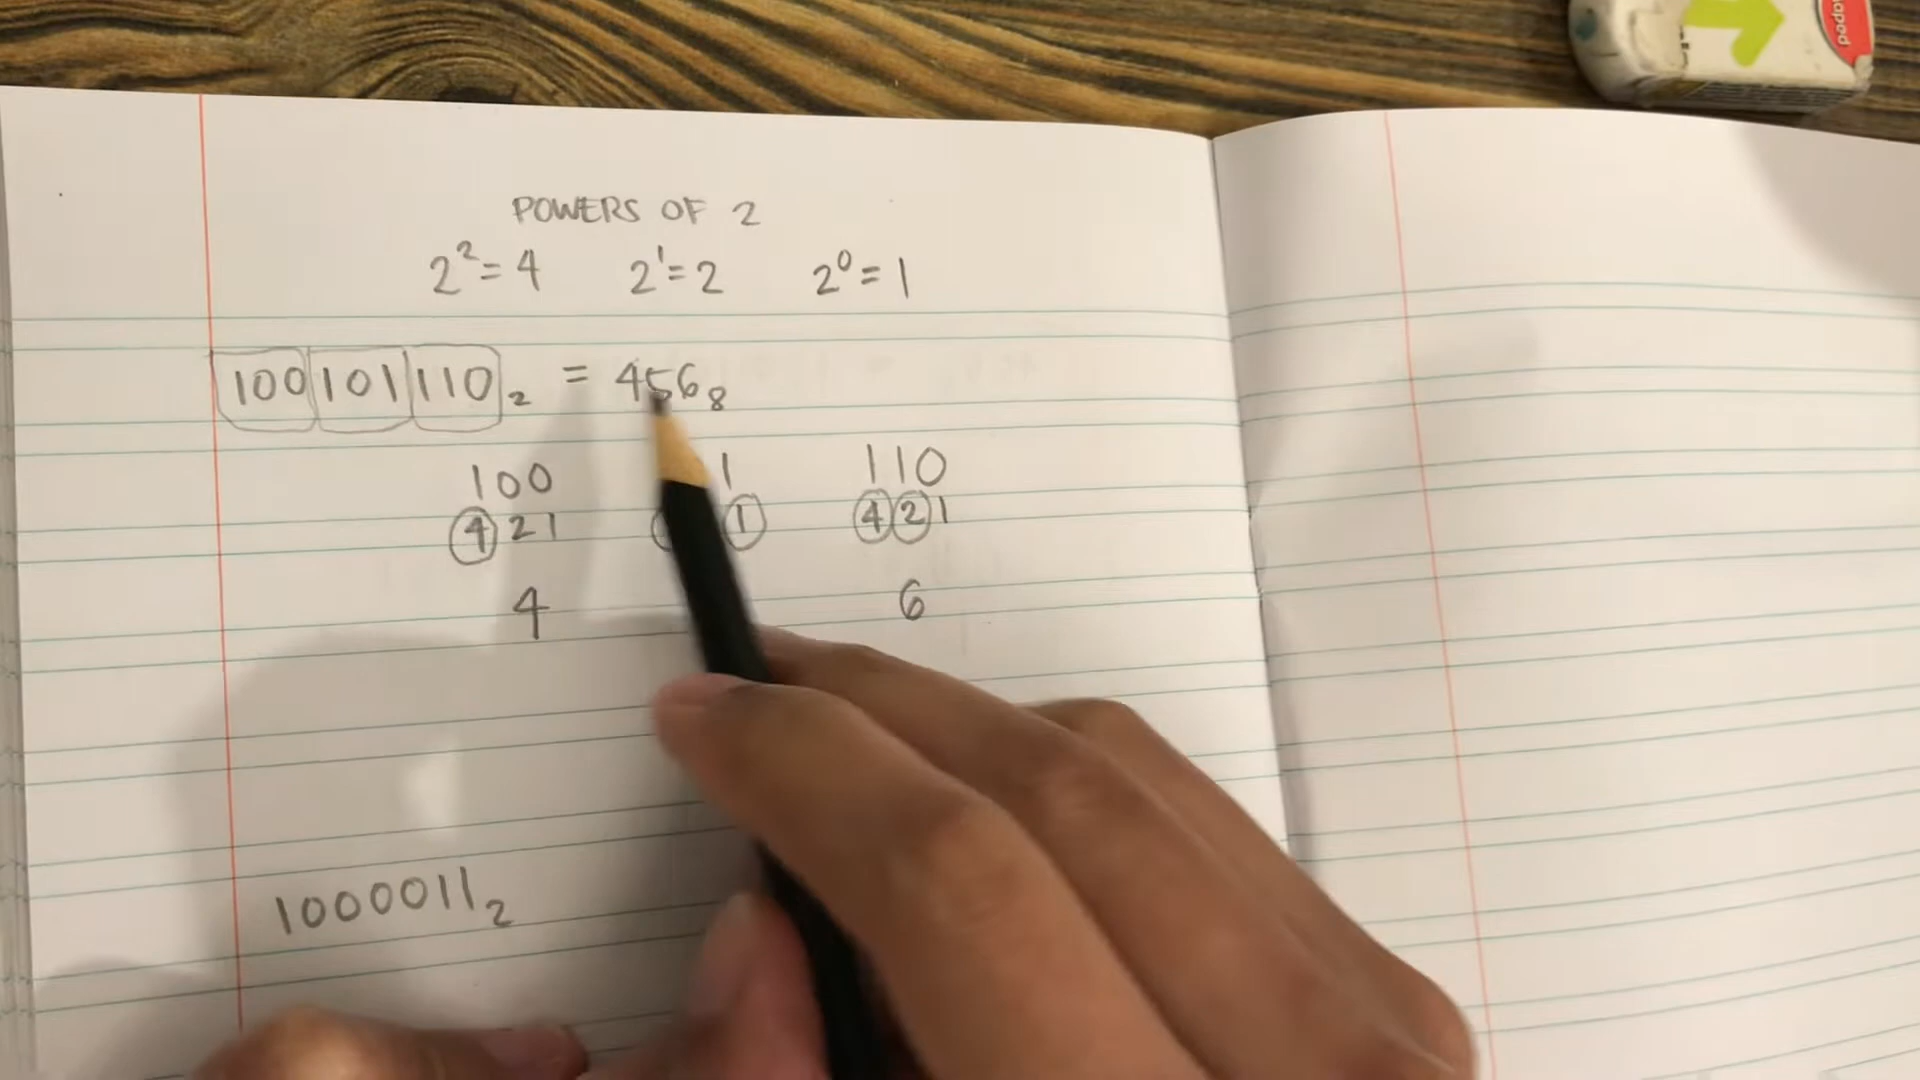 POWERS OF 2
2²=4 2¹=2 2⁰=1
100 101 110₂ = 456₈
100 1 110
4 2 1 1 4 2 1
4 6
1000011₂